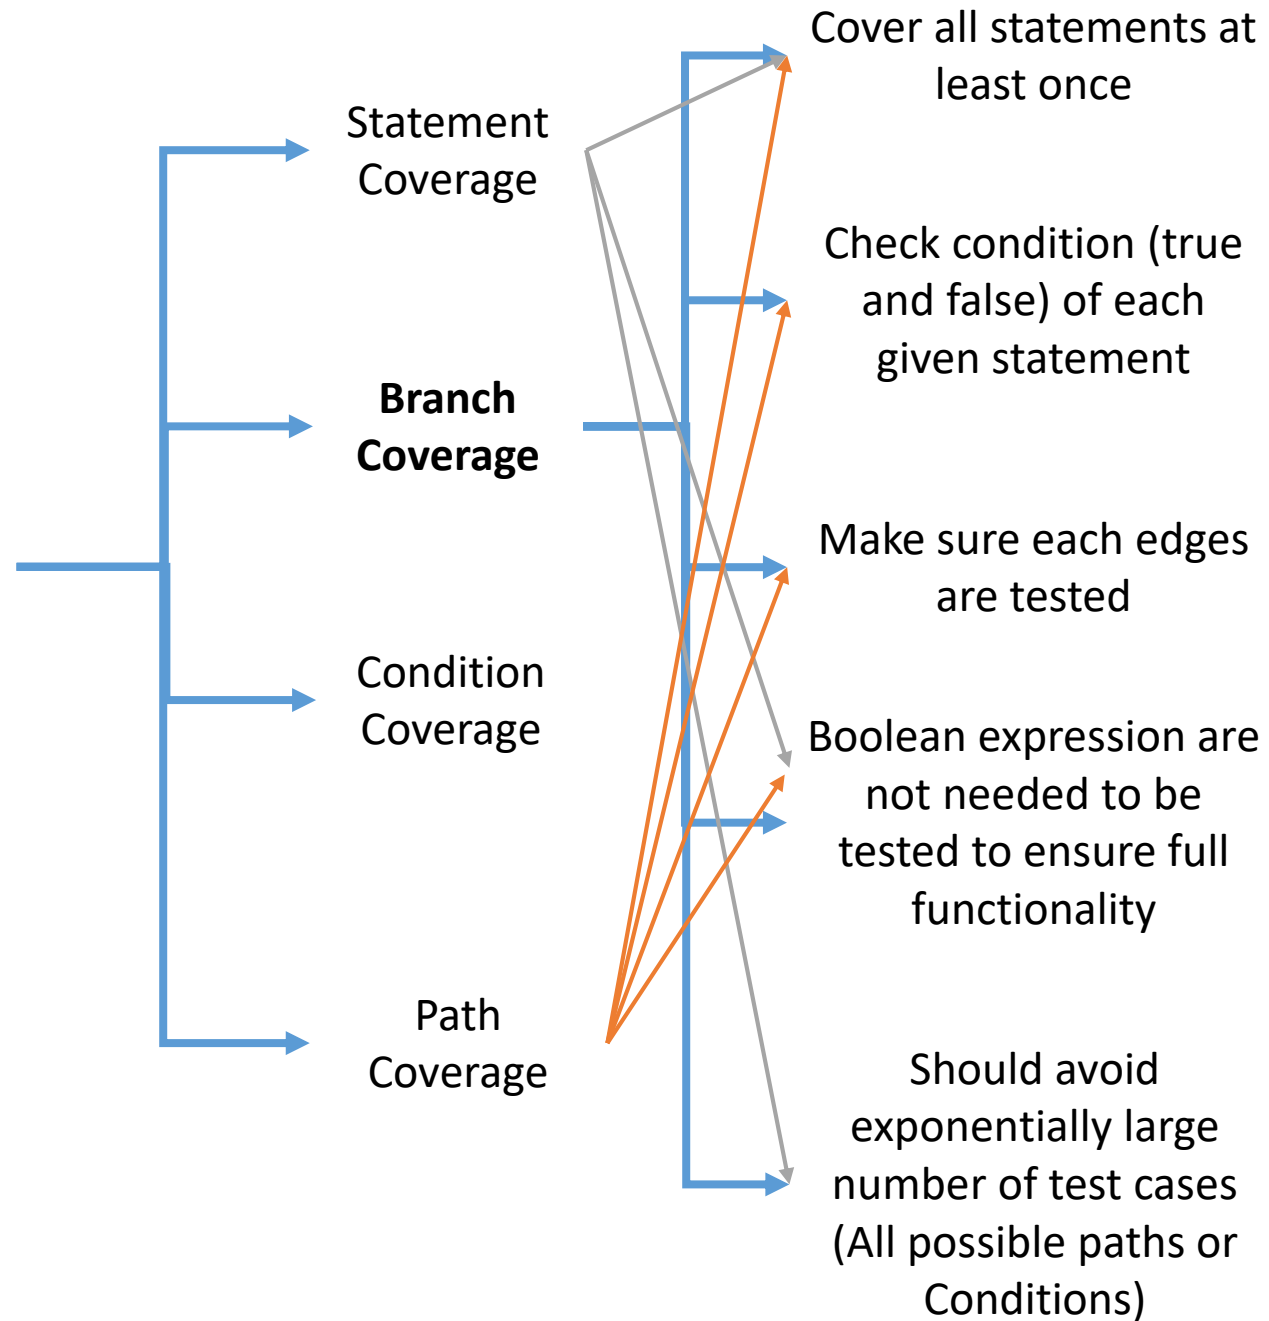 Statement
Coverage
Branch
Coverage
Condition
Coverage
Path
Coverage
Cover all statements at
least once
Check condition (true
and false) of each
given statement
Make sure each edges
are tested
Boolean expression are
not needed to be
tested to ensure full
functionality
Should avoid
exponentially large
number of test cases
(All possible paths or
Conditions)